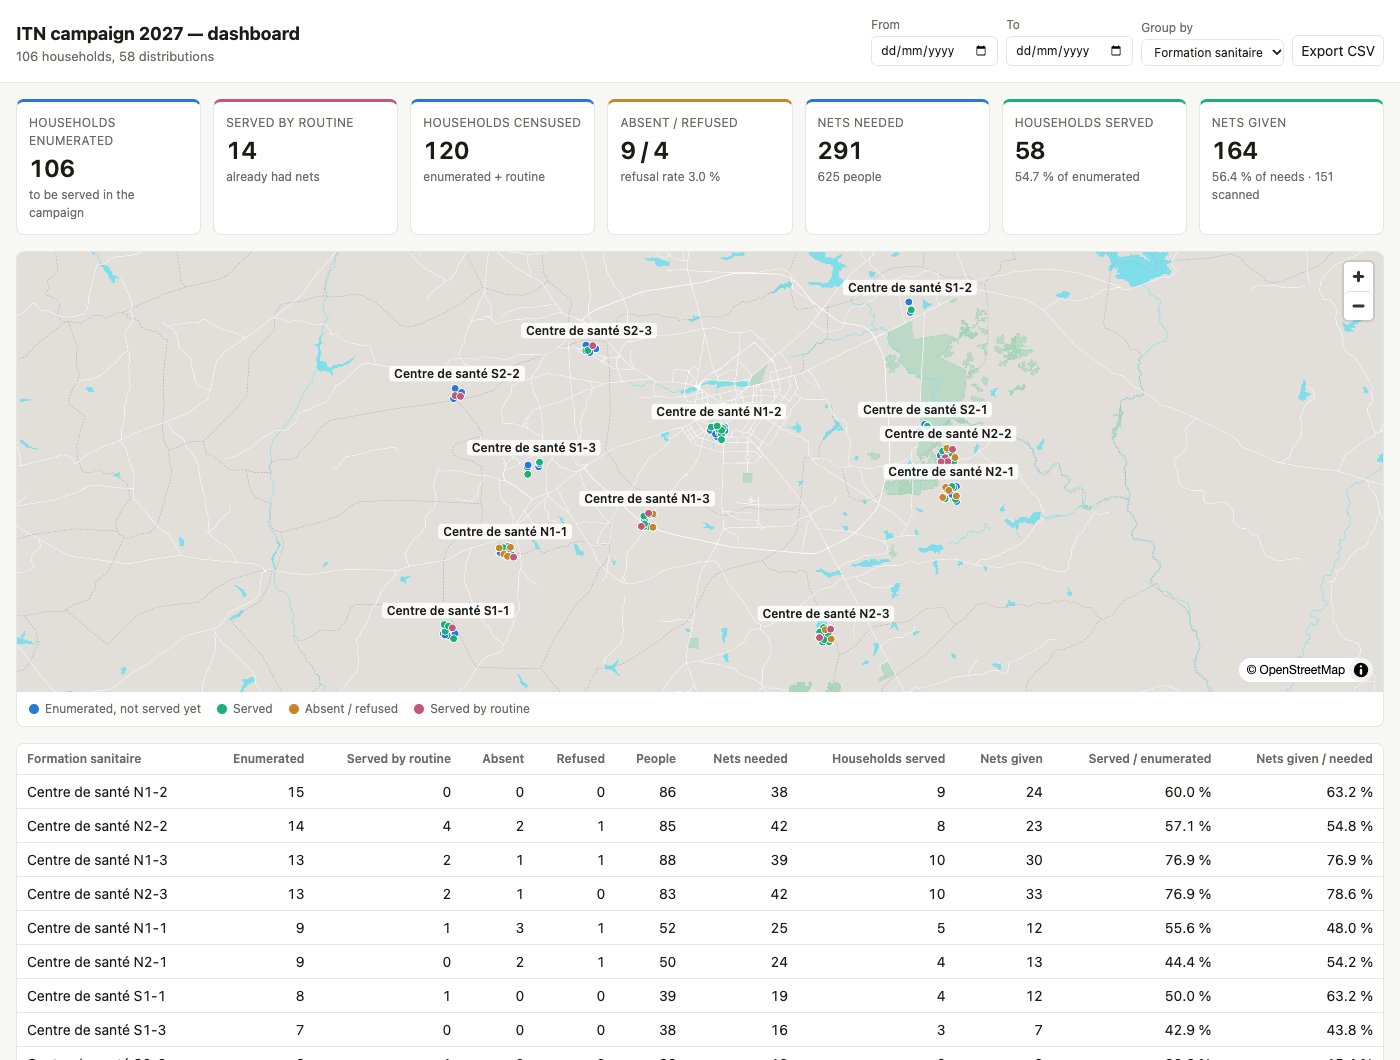 ITN campaign 2027 — dashboard
106 households, 58 distributions
From
dd/mm/yyyy
To
dd/mm/yyyy
Group by
Formation sanitaire
Export CSV
HOUSEHOLDS
ENUMERATED
106
to be served in the
campaign
SERVED BY ROUTINE
14
already had nets
HOUSEHOLDS CENSUSED
120
enumerated + routine
ABSENT / REFUSED
9 / 4
refusal rate 3.0 %
NETS NEEDED
291
625 people
HOUSEHOLDS SERVED
58
54.7 % of enumerated
NETS GIVEN
164
56.4 % of needs · 151
scanned
Centre de santé S1-2
Centre de santé S2-3
Centre de santé S2-2
Centre de santé N1-2
Centre de santé S2-1
Centre de santé N2-2
Centre de santé S1-3
Centre de santé N2-1
Centre de santé N1-3
Centre de santé N1-1
Centre de santé S1-1
Centre de santé N2-3
+
−
© OpenStreetMap
Enumerated, not served yet Served Absent / refused Served by routine
Formation sanitaire Enumerated Served by routine Absent Refused People Nets needed Households served Nets given Served / enumerated Nets given / needed
Centre de santé N1-2 15 0 0 0 86 38 9 24 60.0 % 63.2 %
Centre de santé N2-2 14 4 2 1 85 42 8 23 57.1 % 54.8 %
Centre de santé N1-3 13 2 1 1 88 39 10 30 76.9 % 76.9 %
Centre de santé N2-3 13 2 1 0 83 42 10 33 76.9 % 78.6 %
Centre de santé N1-1 9 1 3 1 52 25 5 12 55.6 % 48.0 %
Centre de santé N2-1 9 0 2 1 50 24 4 13 44.4 % 54.2 %
Centre de santé S1-1 8 1 0 0 39 19 4 12 50.0 % 63.2 %
Centre de santé S1-3 7 0 0 0 38 16 3 7 42.9 % 43.8 %